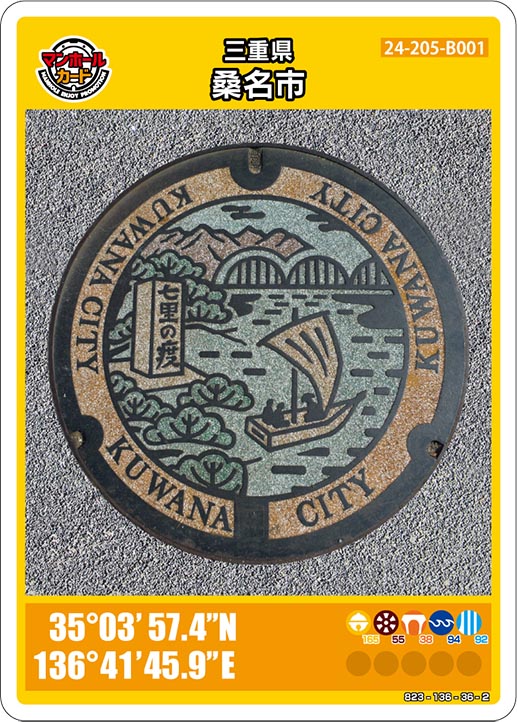 マンホール
カード
MANHOLE ENJOY PROMOTION
三重県
桑名市
24-205-B001
KUWANA CITY
KUWANA CITY
七里の渡
KUWANA CITY
35°03'57.4"N
136°41'45.9"E
165 55 38 94 92
823-136-36-2